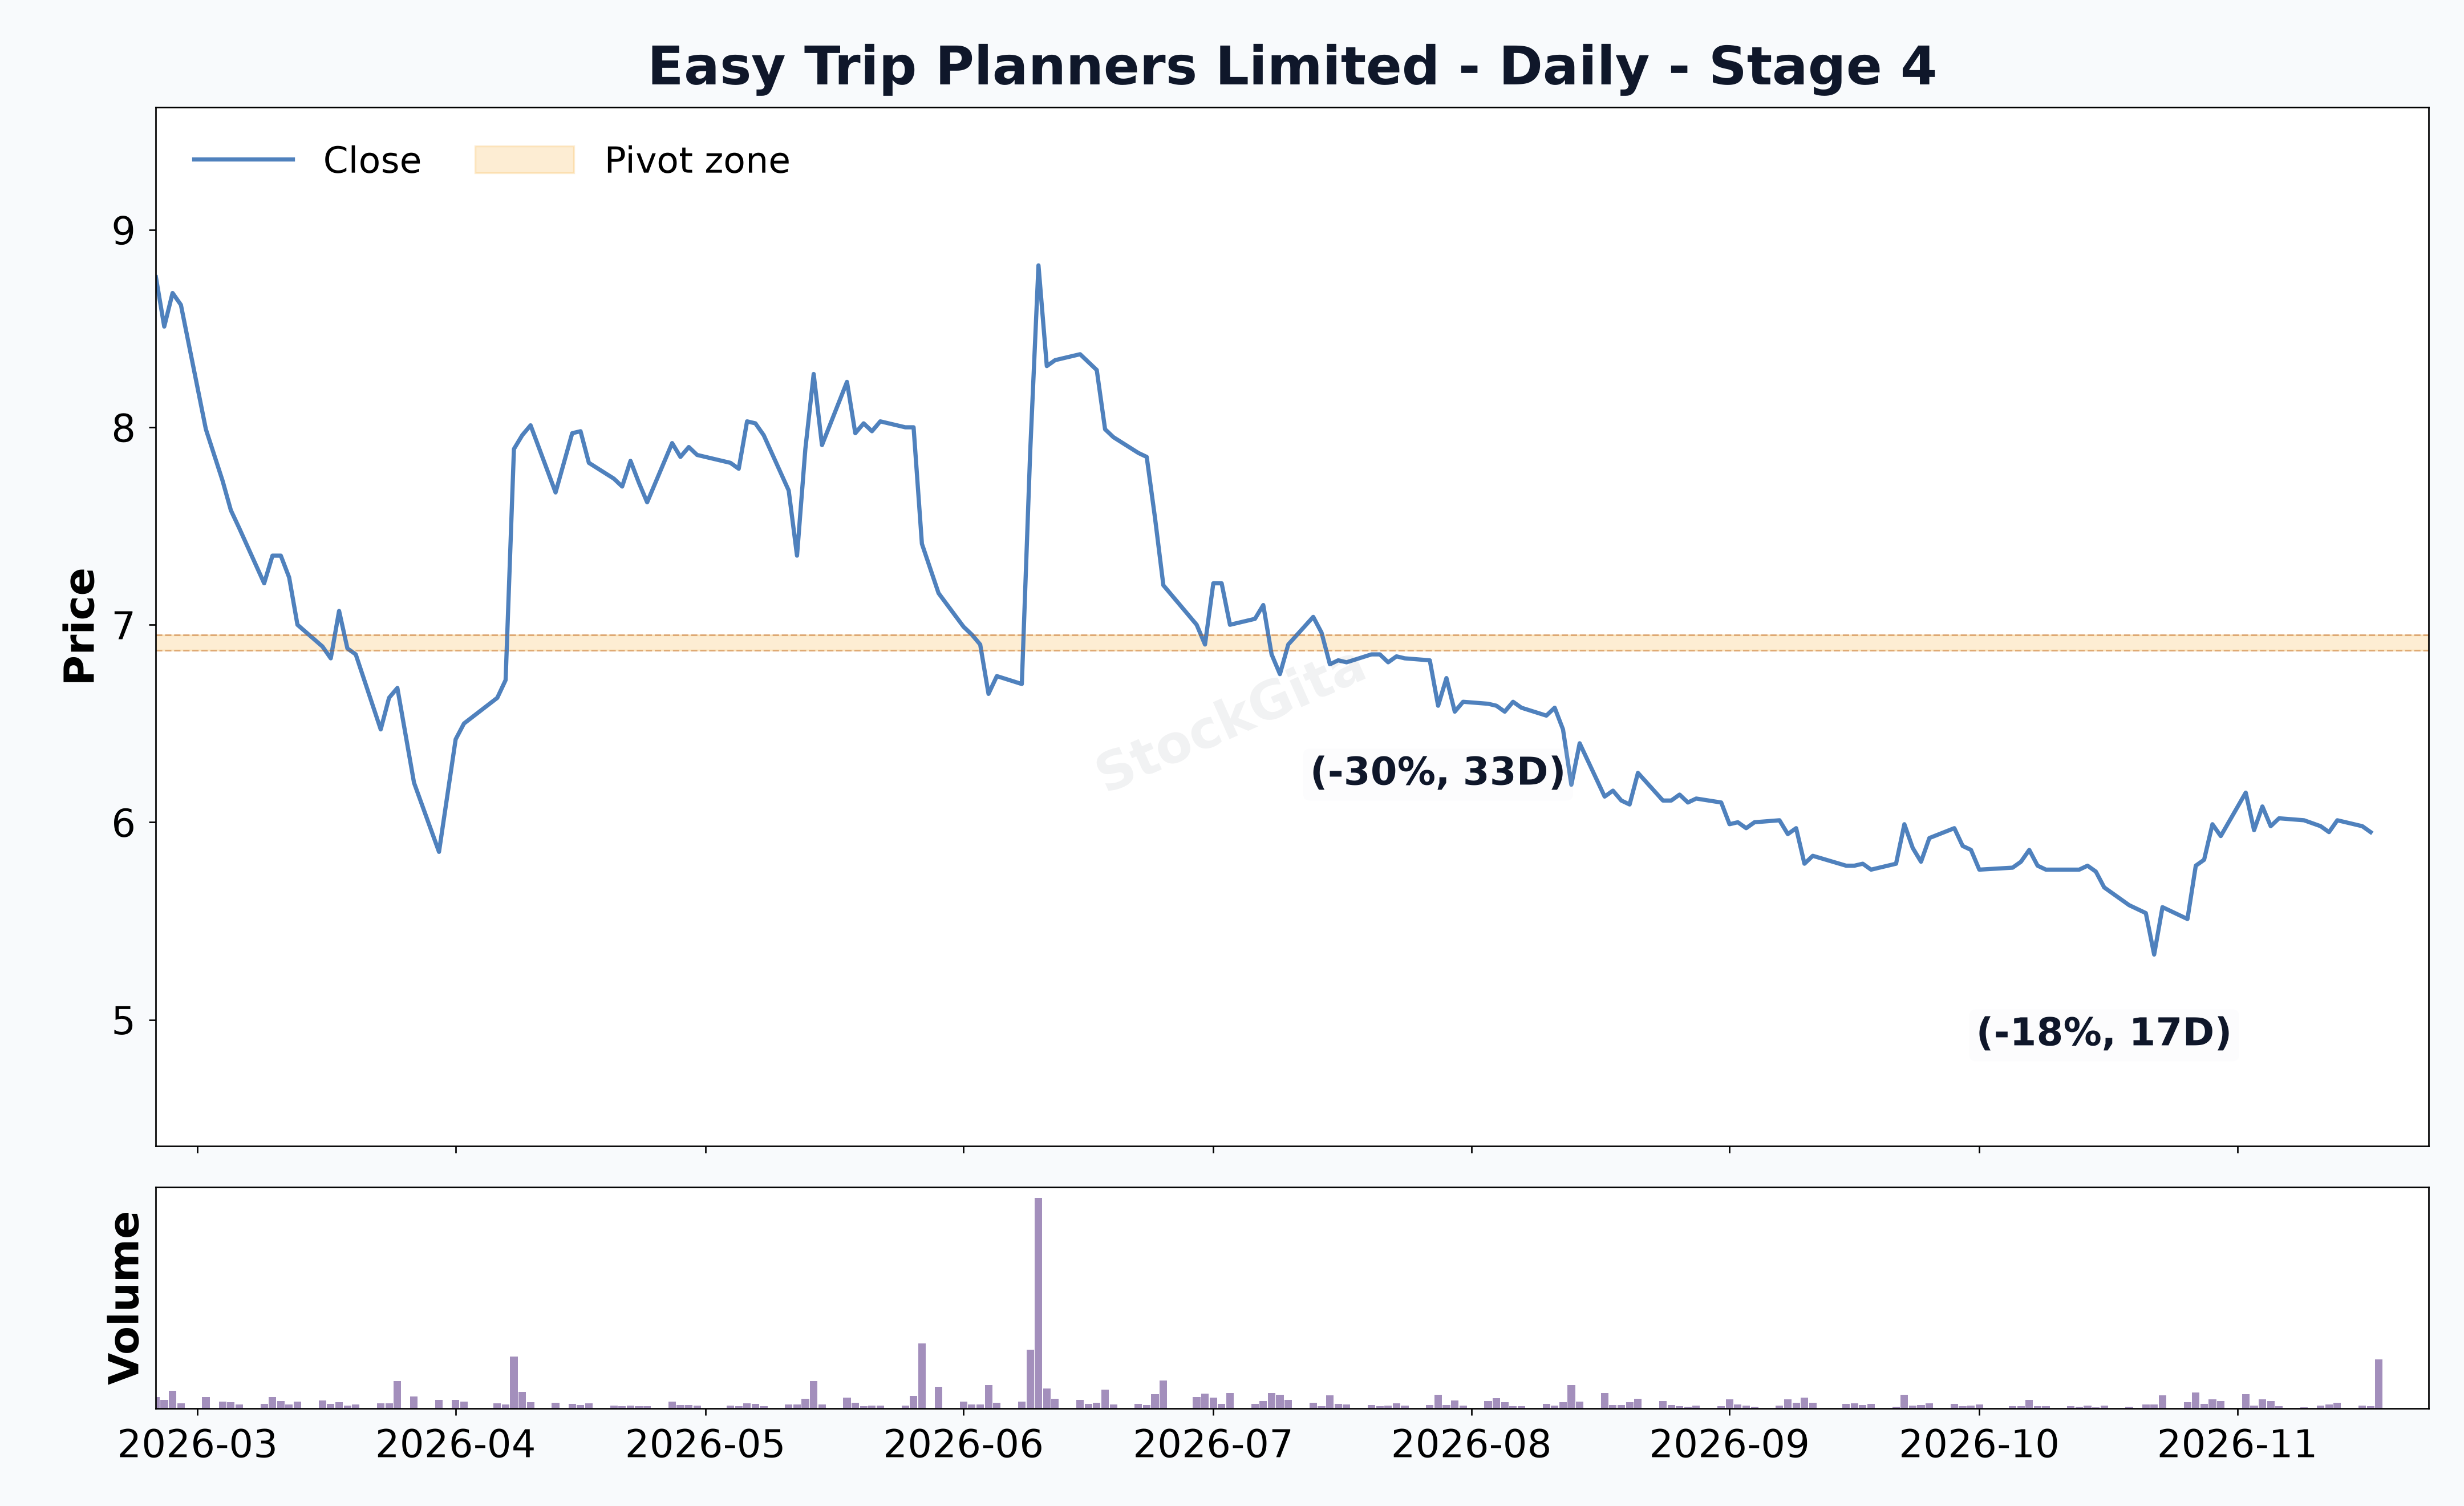 Easy Trip Planners Limited - Daily - Stage 4
Close
Pivot zone
Price
9
8
7
6
5
StockGita
(-30%, 33D)
(-18%, 17D)
Volume
2026-03
2026-04
2026-05
2026-06
2026-07
2026-08
2026-09
2026-10
2026-11